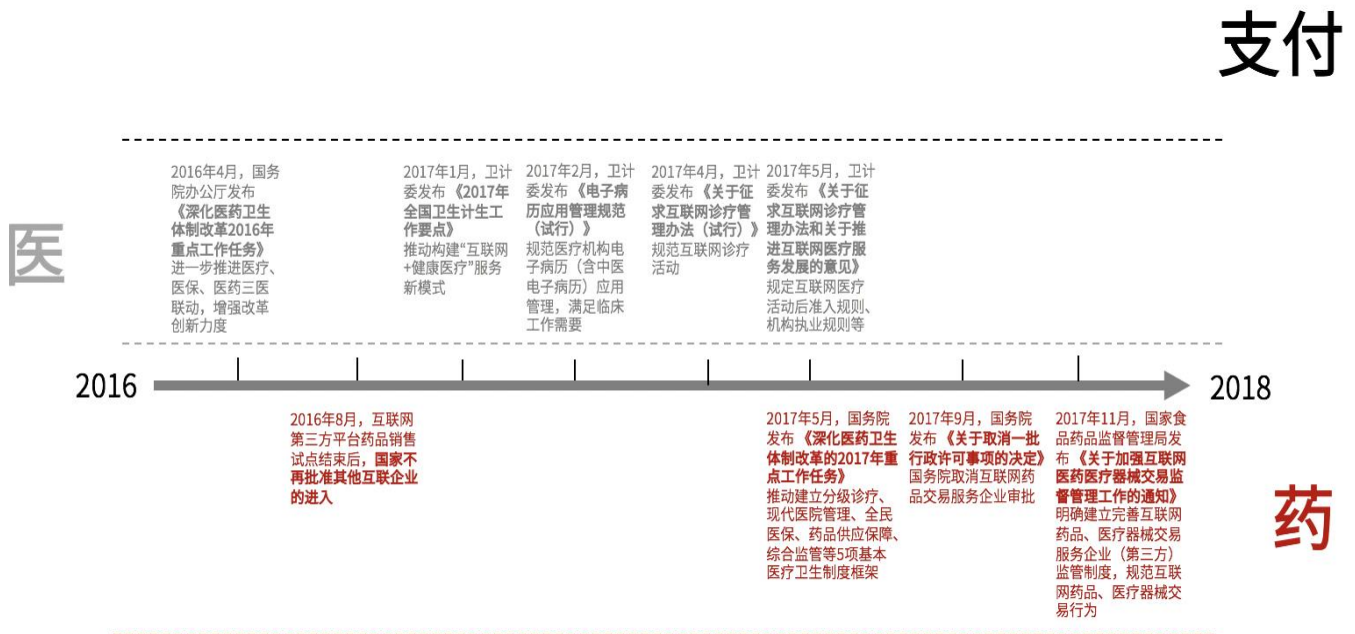 支付
2016年4月，国务
院办公厅发布
《深化医药卫生
体制改革2016年
重点工作任务》
进一步推进医疗、
医保、医药三医
联动，增强改革
创新力度
2017年1月，卫计
委发布《2017年
全国卫生计生工
作要点》
推动构建“互联网
+健康医疗”服务
新模式
2017年2月，卫计
委发布《电子病
历应用管理规范
（试行）》
规范医疗机构电
子病历（含中医
电子病历）应用
管理，满足临床
工作需要
2017年4月，卫计
委发布《关于征
求互联网诊疗管
理办法（试行）》
规范互联网诊疗
活动
2017年5月，卫计
委发布《关于征
求互联网诊疗管
理办法和关于推
进互联网医疗服
务发展的意见》
规定互联网医疗
活动后准入规则、
机构执业规则等
医
2016
2018
2016年8月，互联网
第三方平台药品销售
试点结束后，国家不
再批准其他互联企业
的进入
2017年5月，国务院
发布《深化医药卫生
体制改革的2017年重
点工作任务》
推动建立分级诊疗、
现代医院管理、全民
医保、药品供应保障、
综合监管等5项基本
医疗卫生制度框架
2017年9月，国务院
发布《关于取消一批
行政许可事项的决定》
国务院取消互联网药
品交易服务企业审批
2017年11月，国家食
品药品监督管理局发
布《关于加强互联网
医药医疗器械交易监
督管理工作的通知》
明确建立完善互联网
药品、医疗器械交易
服务企业（第三方）
监管制度，规范互联
网药品、医疗器械交
易行为
药